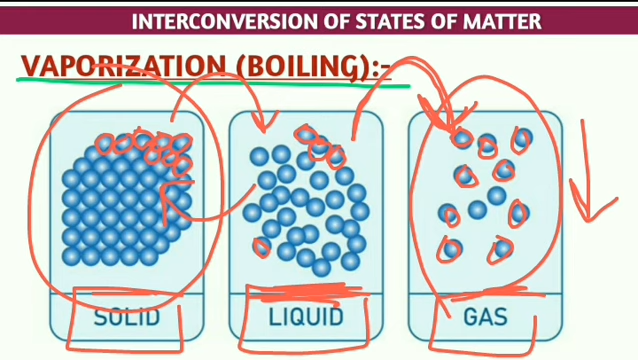 INTERCONVERSION OF STATES OF MATTER
VAPORIZATION (BOILING):-
SOLID
LIQUID
GAS